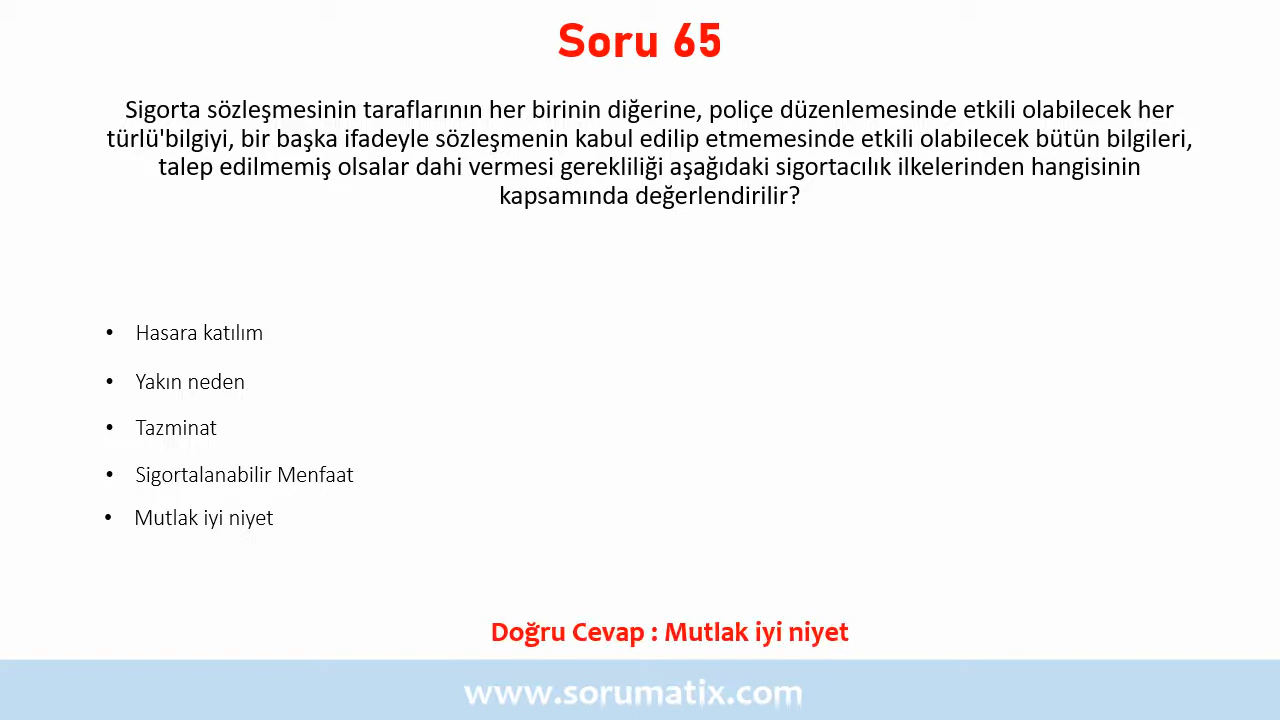 Soru 65
Sigorta sözleşmesinin taraflarının her birinin diğerine, poliçe düzenlemesinde etkili olabilecek her
türlü'bilgiyi, bir başka ifadeyle sözleşmenin kabul edilip etmemesinde etkili olabilecek bütün bilgileri,
talep edilmemiş olsalar dahi vermesi gerekliliği aşağıdaki sigortacılık ilkelerinden hangisinin
kapsamında değerlendirilir?
• Hasara katılım
• Yakın neden
• Tazminat
• Sigortalanabilir Menfaat
• Mutlak iyi niyet
Doğru Cevap : Mutlak iyi niyet
www.sorumatix.com